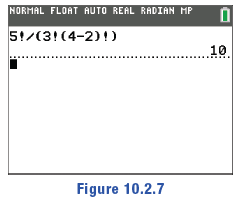 NORMAL FLOAT AUTO REAL RADIAN MP
5!/(3!(4-2)!)
10
Figure 10.2.7